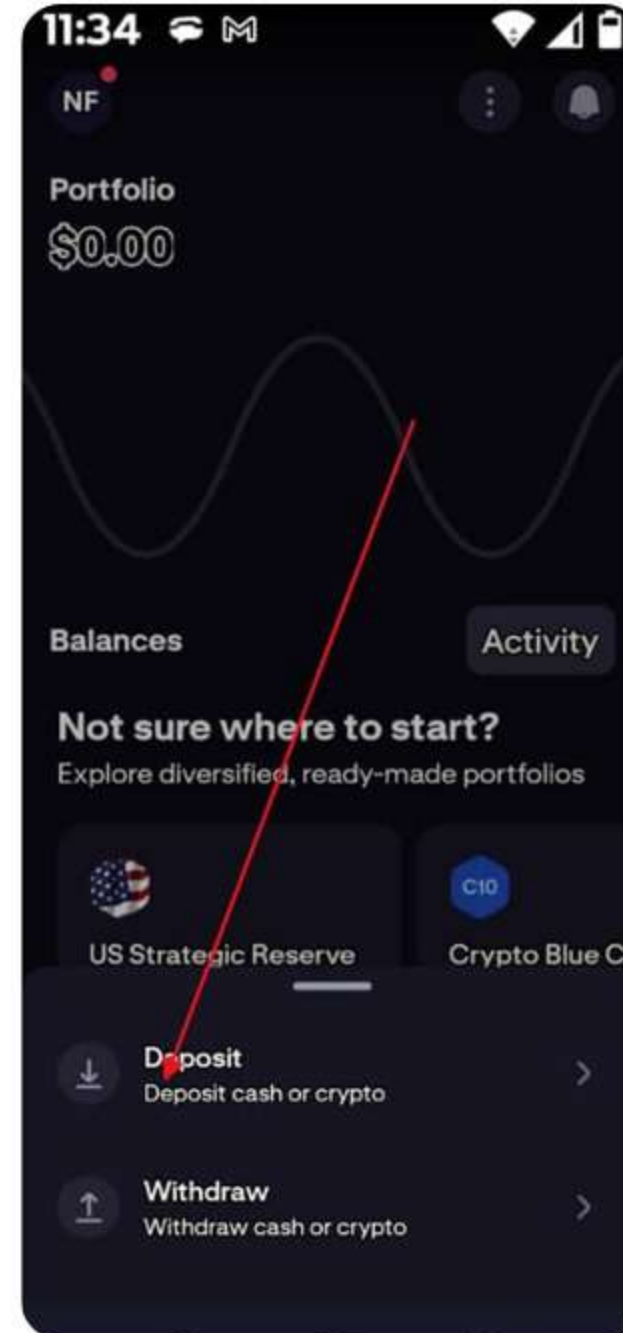 11:34
NF
Portfolio
$0.00
Balances
Activity
Not sure where to start?
Explore diversified, ready-made portfolios
C10
US Strategic Reserve
Crypto Blue C
Deposit
Deposit cash or crypto
Withdraw
Withdraw cash or crypto